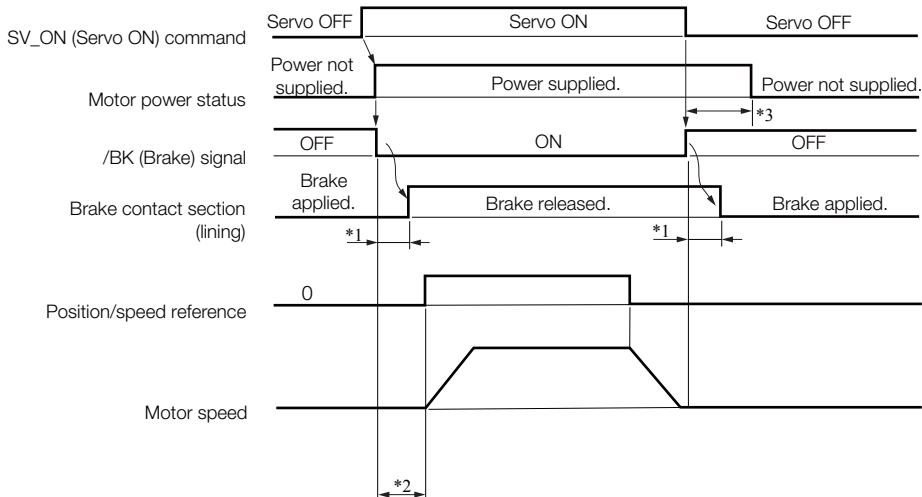 SV_ON (Servo ON) command
Servo OFF
Servo ON
Servo OFF
Motor power status
Power not
supplied.
Power supplied.
Power not supplied.
*3
/BK (Brake) signal
OFF
ON
OFF
Brake contact section
(lining)
Brake
applied.
Brake released.
Brake applied.
*1
*1
Position/speed reference
0
Motor speed
*2